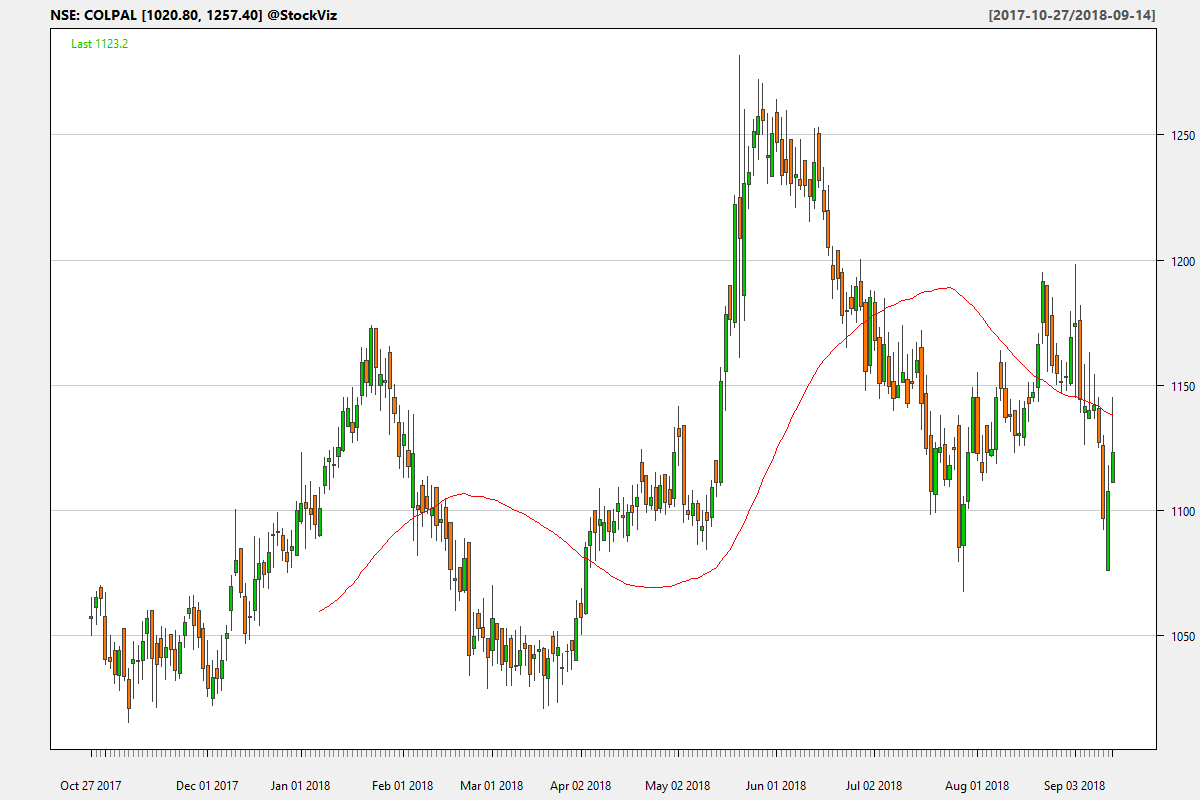 NSE: COLPAL [1020.80, 1257.40] @StockViz
[2017-10-27/2018-09-14]
Last 1123.2
1250
1200
1150
1100
1050
Oct 27 2017
Dec 01 2017
Jan 01 2018
Feb 01 2018
Mar 01 2018
Apr 02 2018
May 02 2018
Jun 01 2018
Jul 02 2018
Aug 01 2018
Sep 03 2018